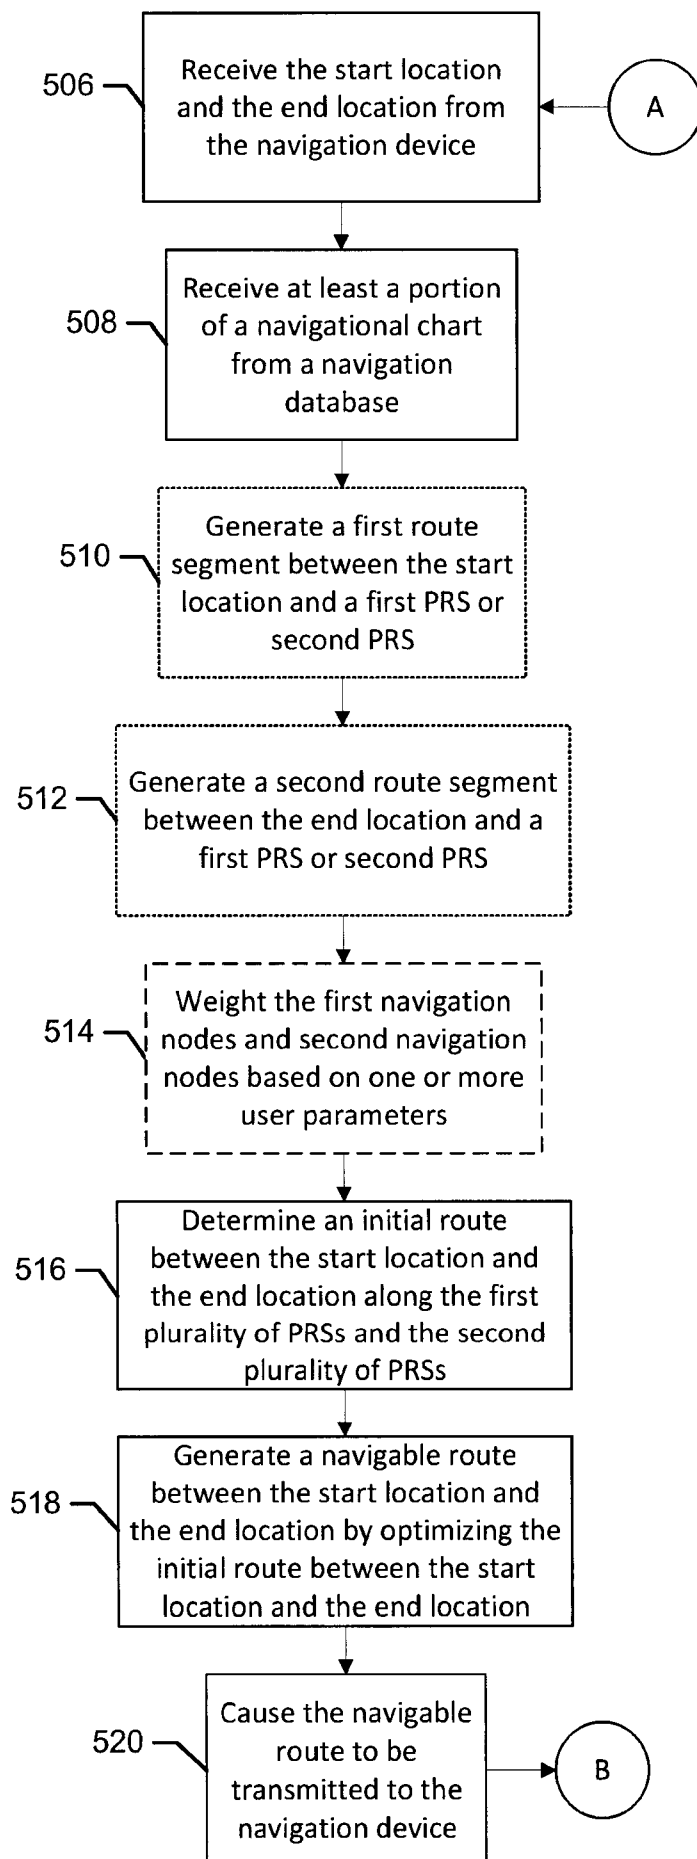 506
Receive the start location
and the end location from
the navigation device
A
508
Receive at least a portion
of a navigational chart
from a navigation
database
510
Generate a first route
segment between the start
location and a first PRS or
second PRS
512
Generate a second route segment
between the end location and a
first PRS or second PRS
514
Weight the first navigation
nodes and second navigation
nodes based on one or more
user parameters
516
Determine an initial route
between the start location and
the end location along the first
plurality of PRSs and the second
plurality of PRSs
518
Generate a navigable route
between the start location and
the end location by optimizing the
initial route between the start
location and the end location
520
Cause the navigable
route to be
transmitted to the
navigation device
B